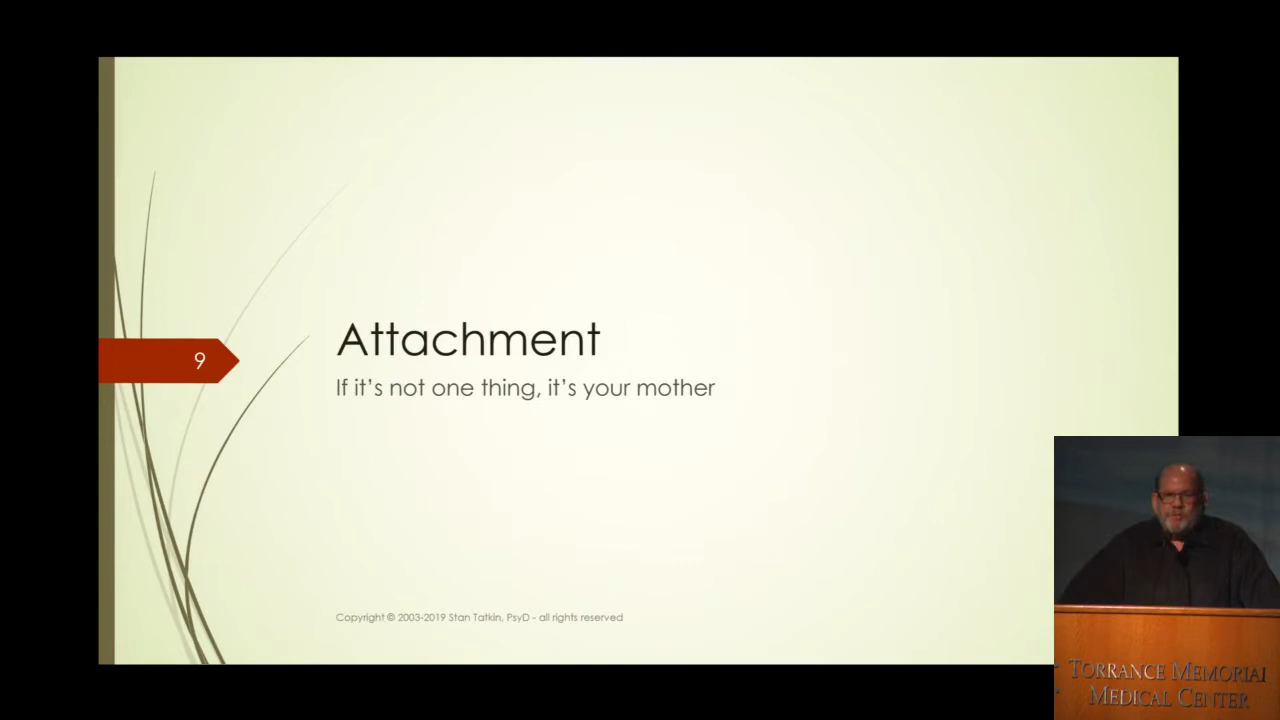 9
Attachment
If it's not one thing, it's your mother
Copyright © 2003-2019 Stan Tatkin, PsyD - all rights reserved
TORRANCE MEMORIAL
MEDICAL CENTER